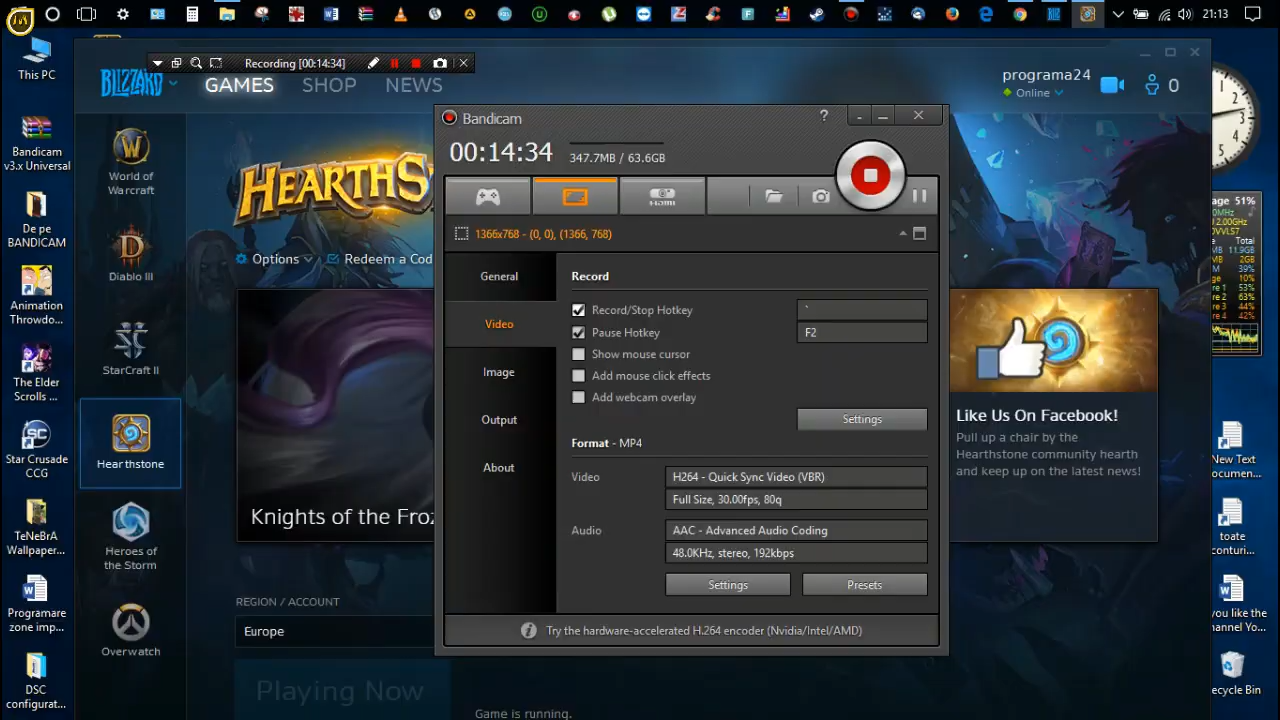 21:13
This PC
Bandicam
v3.x Universal
De pe
BANDICAM
Animation
Throwdo...
The Elder
Scrolls ...
Star Crusade
CCG
TeNeBrA
Wallpaper...
Programare
zone imp...
DSC
configurat...
Recording [00:14:34]
BLIZZARD
GAMES
SHOP
NEWS
programa24
Online
0
World of
Warcraft
Diablo III
StarCraft II
Hearthstone
Heroes of
the Storm
Overwatch
HEARTHS
Options
Redeem a Cod
Knights of the Froz
REGION / ACCOUNT
Europe
Playing Now
Game is running.
Bandicam
?
00:14:34
347.7MB / 63.6GB
HDMI
1366x768 - (0, 0), (1366, 768)
General
Video
Image
Output
About
Record
Record/Stop Hotkey
`
Pause Hotkey
F2
Show mouse cursor
Add mouse click effects
Add webcam overlay
Settings
Format - MP4
Video
H264 - Quick Sync Video (VBR)
Full Size, 30.00fps, 80q
Audio
AAC - Advanced Audio Coding
48.0KHz, stereo, 192kbps
Settings
Presets
Try the hardware-accelerated H.264 encoder (Nvidia/Intel/AMD)
Like Us On Facebook!
Pull up a chair by the
Hearthstone community hearth
and keep up on the latest news!
age 51%
2.00GHz
Total
New Text
Documen...
toate
conturi...
you like the
hannel Yo...
ecycle Bin